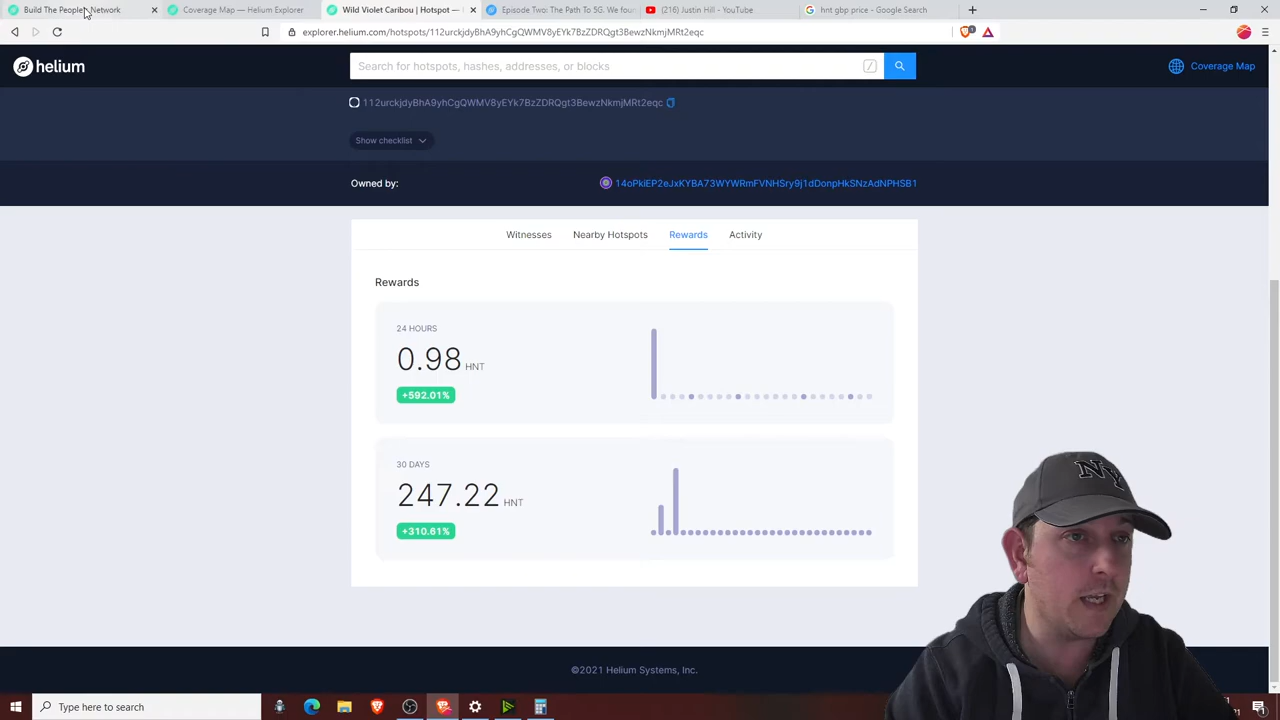 Build The People's Network
Coverage Map — Helium Explorer
Wild Violet Caribou | Hotspot —
Episode Two: The Path To 5G. We four
(216) Justin Hill - YouTube
hnt gbp price - Google Search
explorer.helium.com/hotspots/112urckjdyBhA9yhCgQWMV8yEYk7BzZDRQgt3BewzNkmjMRt2eqc
helium
Search for hotspots, hashes, addresses, or blocks
/
Coverage Map
112urckjdyBhA9yhCgQWMV8yEYk7BzZDRQgt3BewzNkmjMRt2eqc
Show checklist
Owned by:
14oPkiEP2eJxKYBA73WYWRmFVNHSry9j1dDonpHkSNzAdNPHSB1
Witnesses
Nearby Hotspots
Rewards
Activity
Rewards
24 HOURS
0.98 HNT
+592.01%
30 DAYS
247.22 HNT
+310.61%
©2021 Helium Systems, Inc.
NY
Type here to search